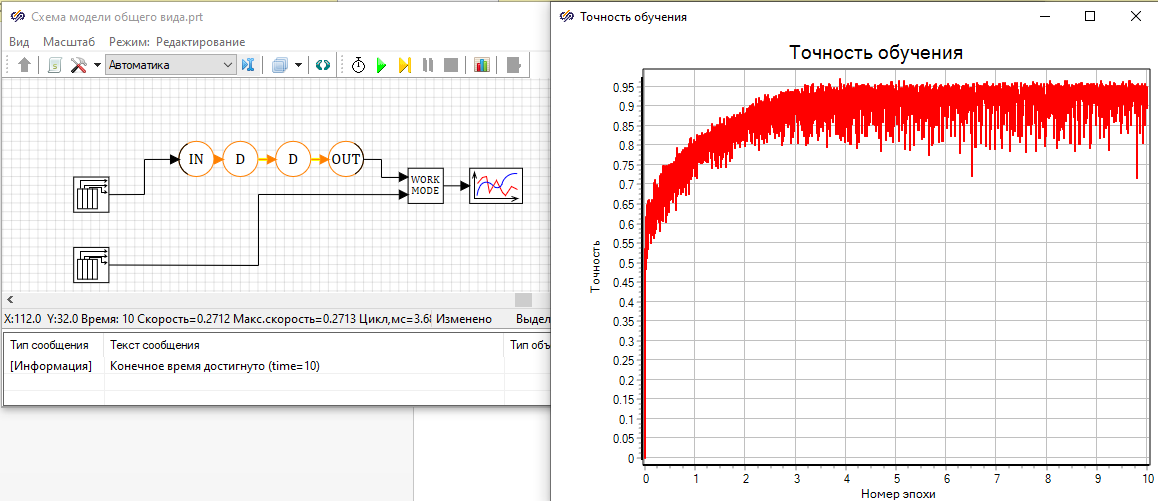 Схема модели общего вида.prt
Вид Масштаб Режим: Редактирование
Автоматика
IN D D OUT
WORK
MODE
X:112.0 Y:32.0 Время: 10 Скорость=0.2712 Макс.скорость=0.2713 Цикл,мс=3.68 Изменено Выдел
Тип сообщения Текст сообщения Тип объ
[Информация] Конечное время достигнуто (time=10)
Точность обучения
Точность обучения
Точность
0.95
0.9
0.85
0.8
0.75
0.7
0.65
0.6
0.55
0.5
0.45
0.4
0.35
0.3
0.25
0.2
0.15
0.1
0.05
0
0 1 2 3 4 5 6 7 8 9 10
Номер эпохи